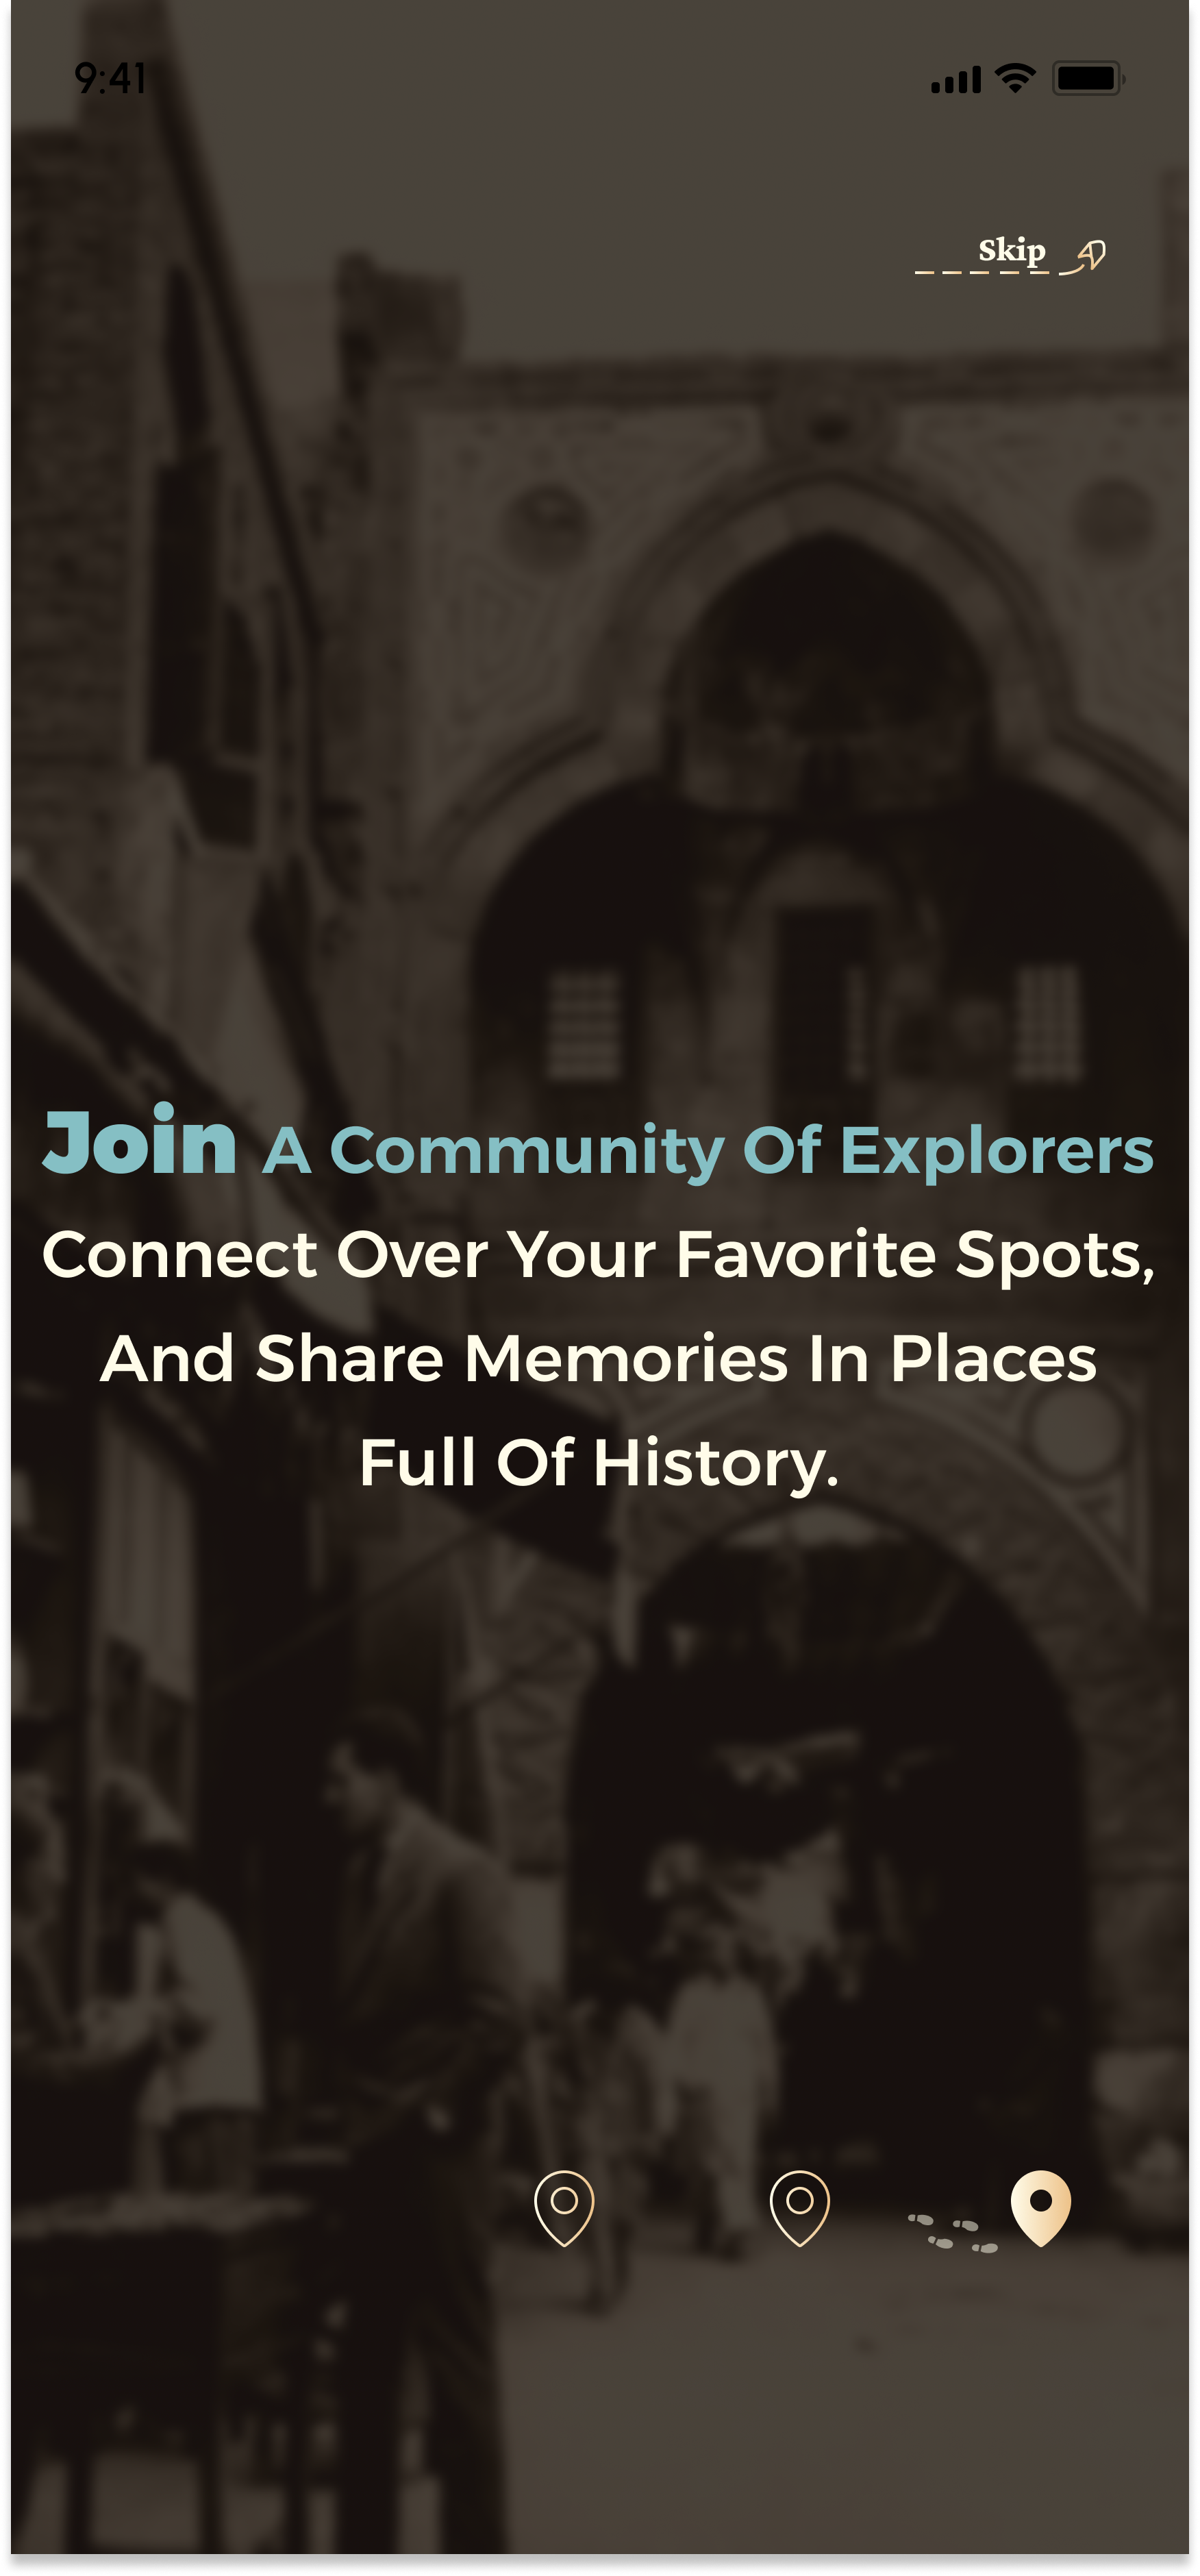 9:41
Skip
Join A Community Of Explorers
Connect Over Your Favorite Spots,
And Share Memories In Places
Full Of History.